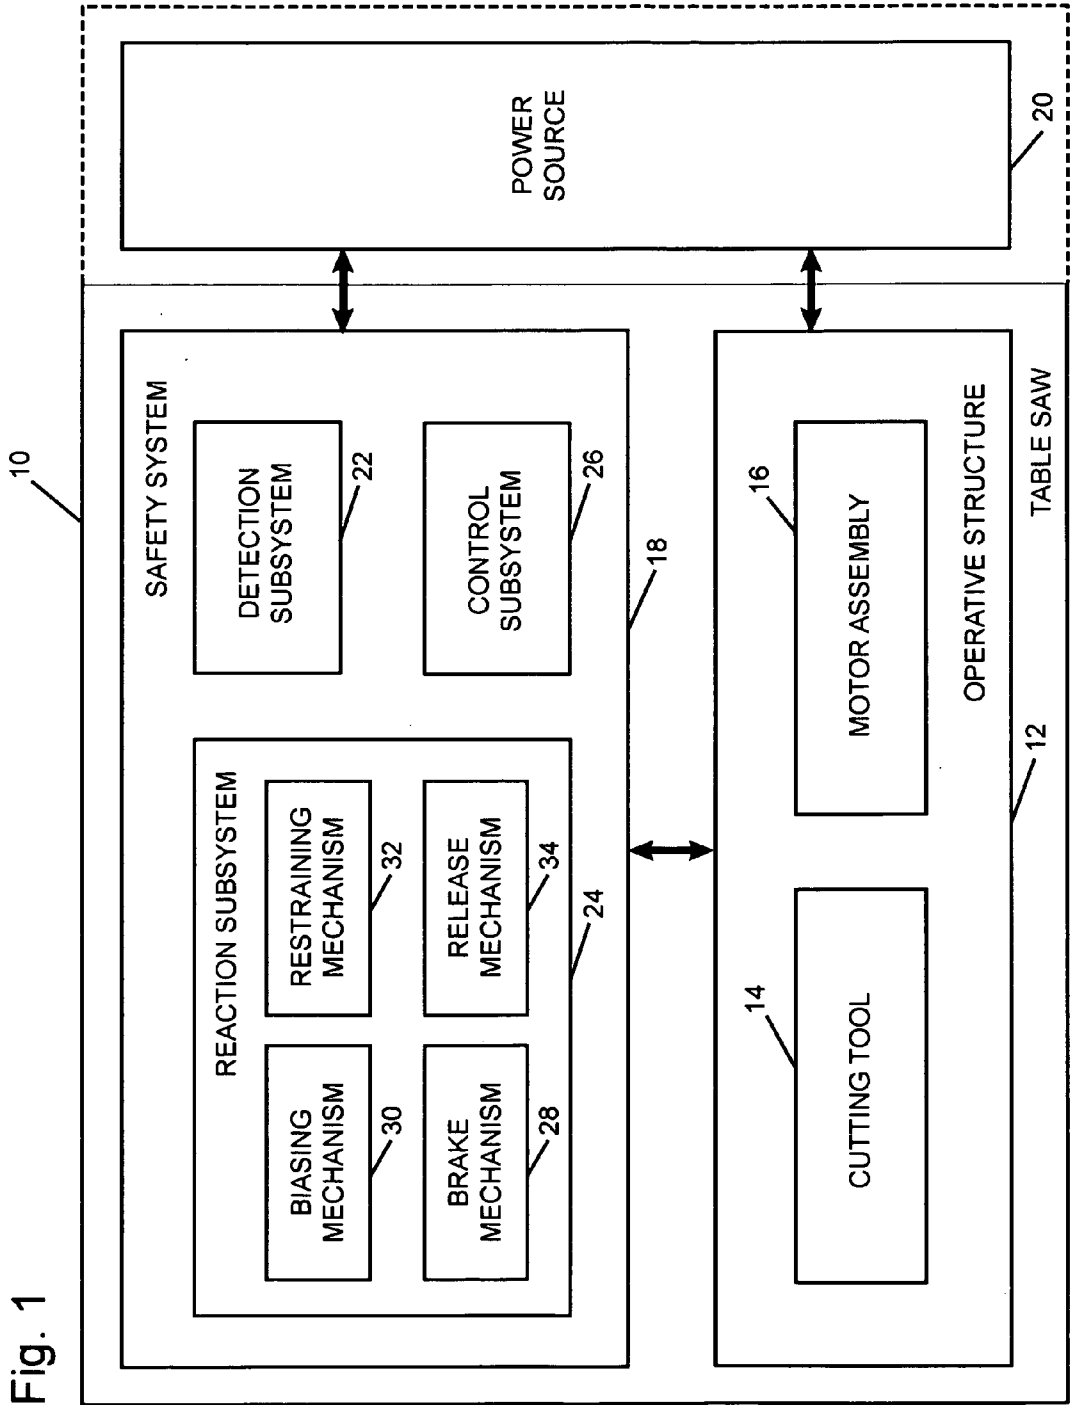 Fig. 1
10
SAFETY SYSTEM
REACTION SUBSYSTEM
BIASING
MECHANISM
30
RESTRAINING
MECHANISM
32
BRAKE
MECHANISM
28
RELEASE
MECHANISM
34
24
DETECTION
SUBSYSTEM
22
CONTROL
SUBSYSTEM
26
18
POWER
SOURCE
20
14
CUTTING TOOL
16
MOTOR ASSEMBLY
OPERATIVE STRUCTURE
12
TABLE SAW